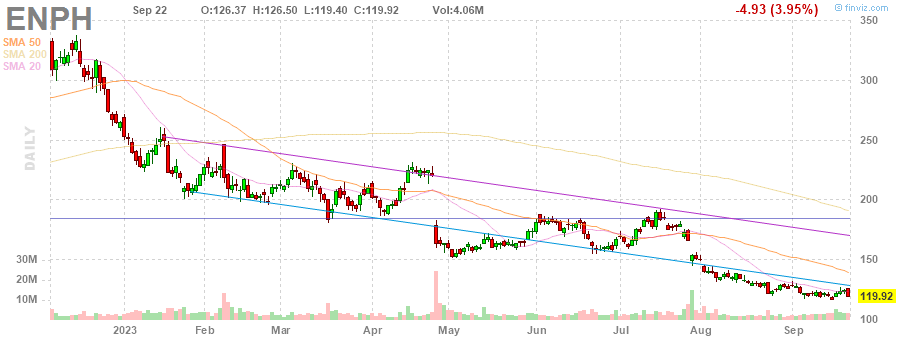 ENPH Sep 22 O:126.37 H:126.50 L:119.40 C:119.92 Vol:4.06M -4.93 (3.95%)
© finviz.com
SMA 50
SMA 200
SMA 20
DAILY
350
300
250
200
150
119.92
30M
20M
10M
2023 Feb Mar Apr May Jun Jul Aug Sep